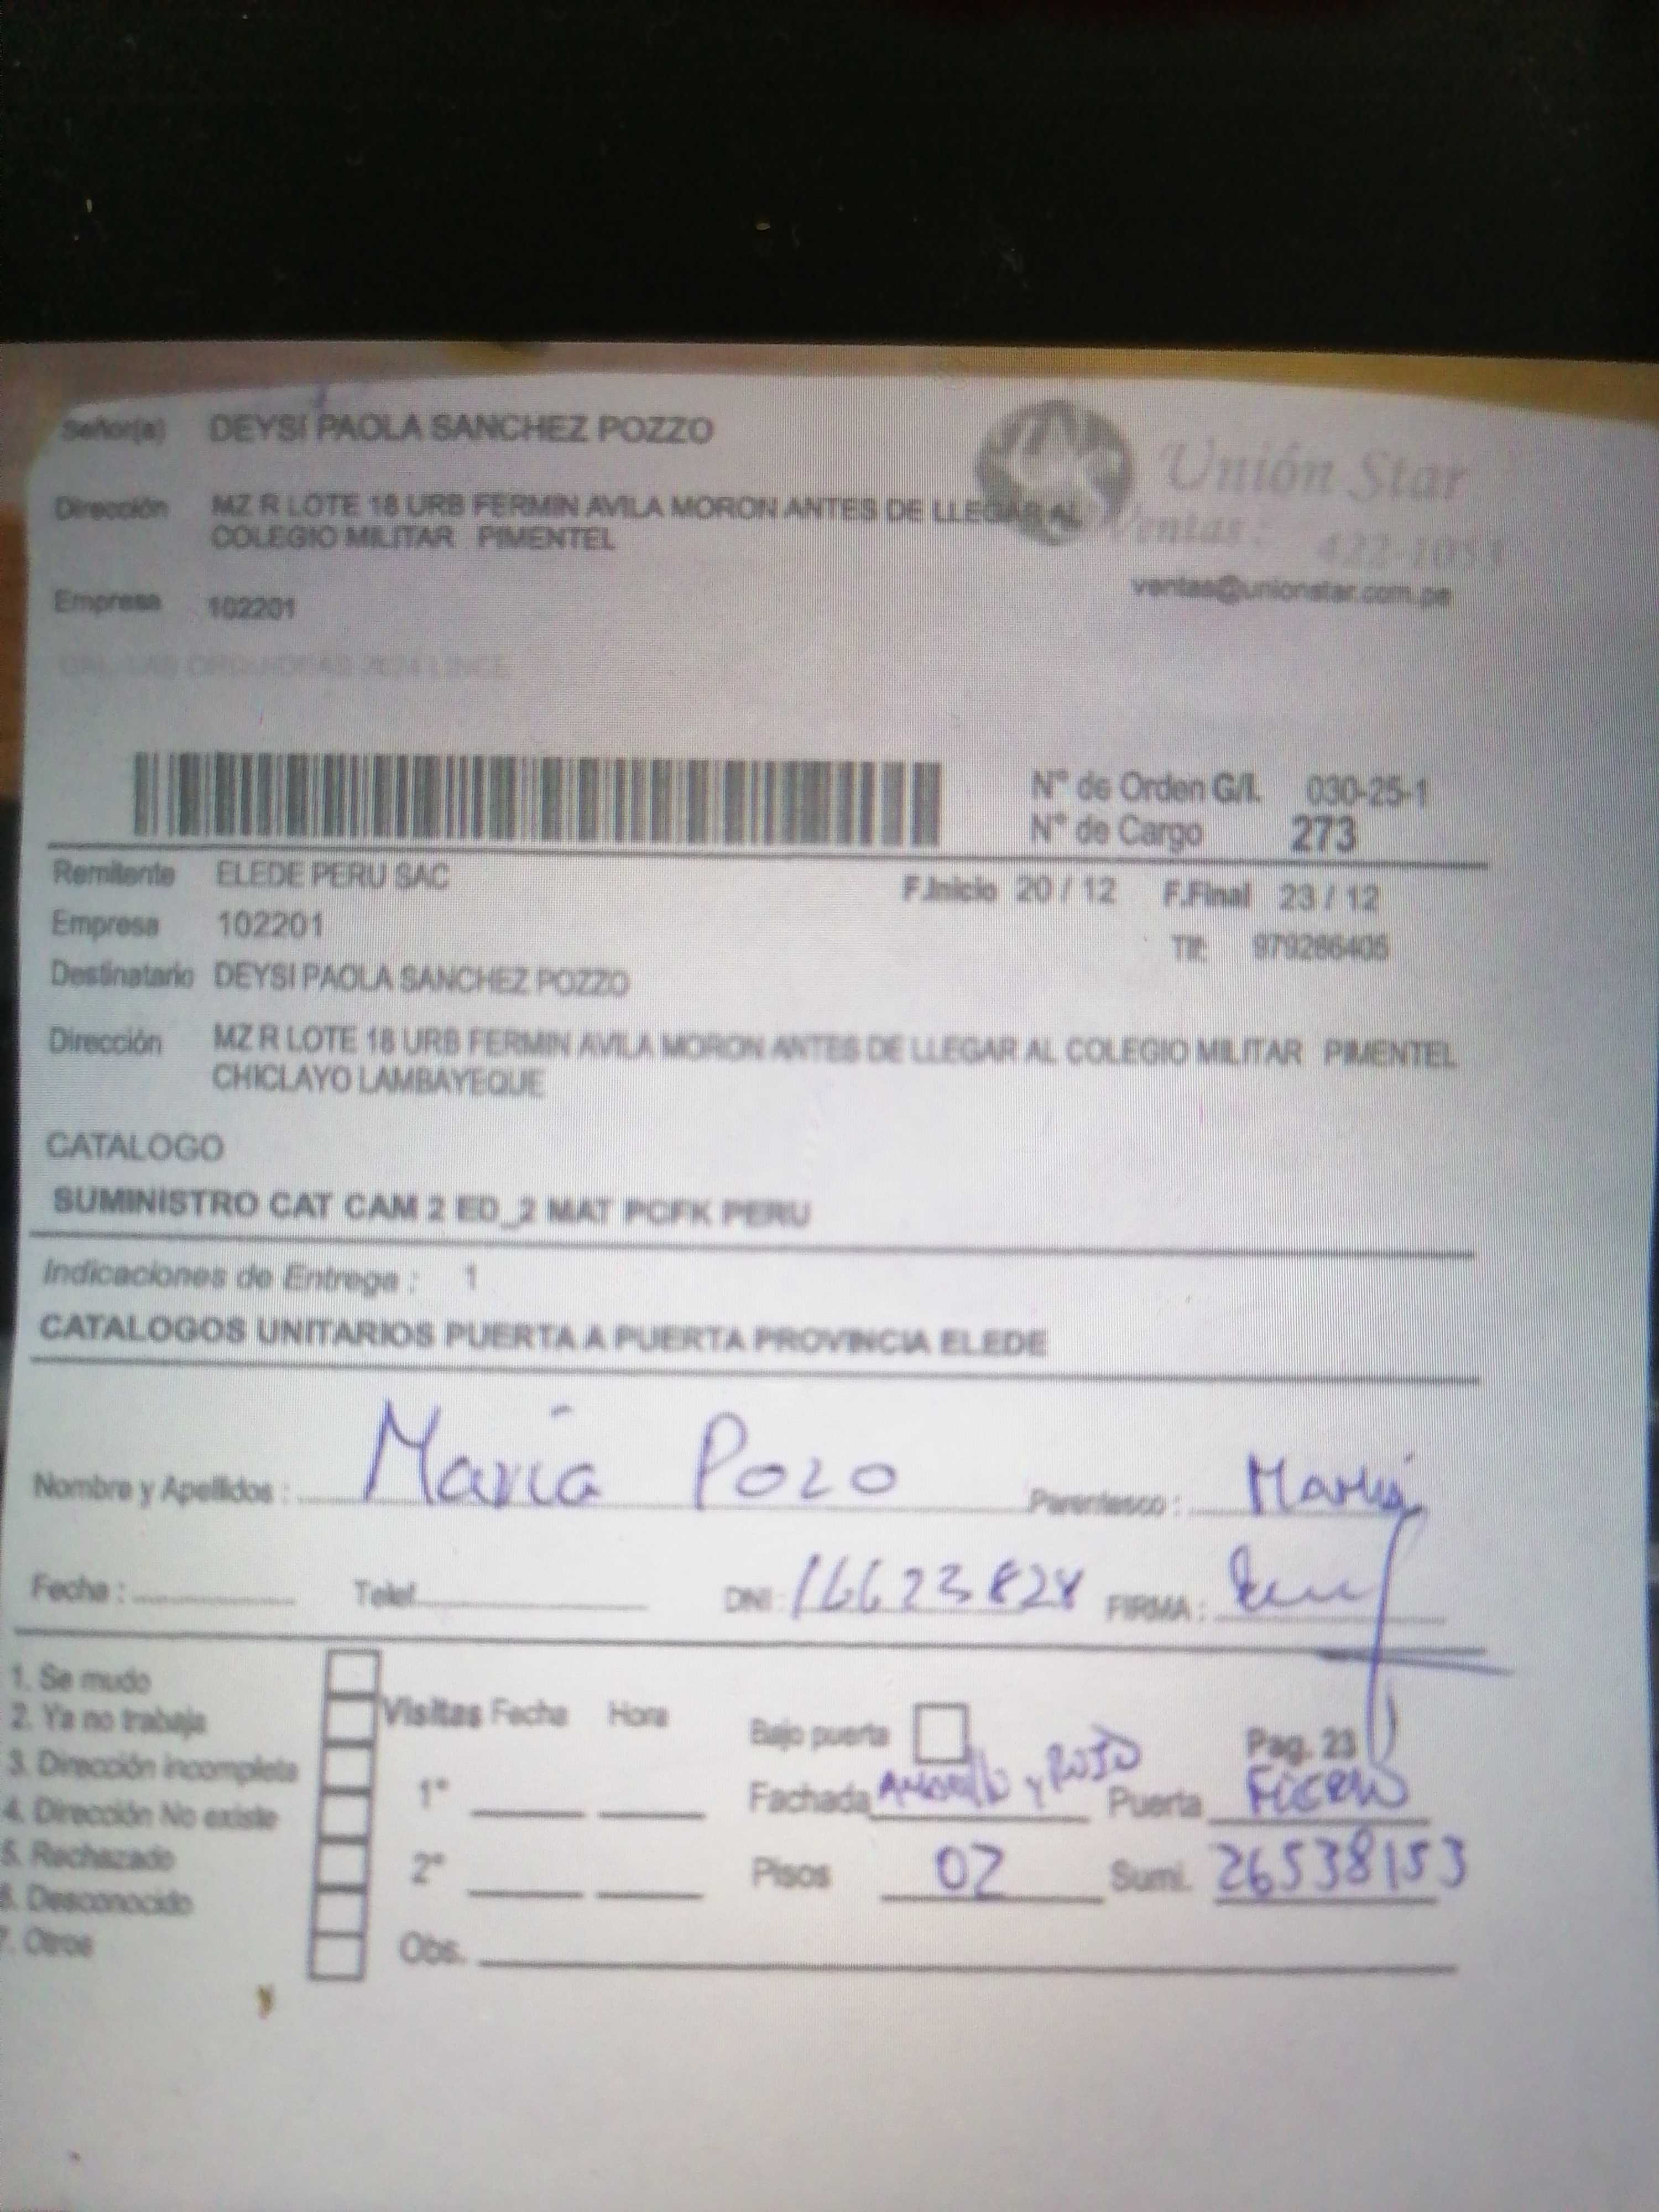 Señor(a) DEYSI PAOLA SANCHEZ POZZO
Unión Star
Dirección MZ R LOTE 18 URB FERMIN AVILA MORON ANTES DE LLEGAR AL
COLEGIO MILITAR PIMENTEL
Ventas: 422-1051
ventas@unionstar.com.pe
Empresa 102201
N° de Orden G/I. 030-25-1
N° de Cargo 273
Remitente ELEDE PERU SAC
F.Inicio 20 / 12 F.Final 23 / 12
Empresa 102201
Tlf: 979286405
Destinatario DEYSI PAOLA SANCHEZ POZZO
Dirección MZ R LOTE 18 URB FERMIN AVILA MORON ANTES DE LLEGAR AL COLEGIO MILITAR PIMENTEL
CHICLAYO LAMBAYEQUE
CATALOGO
SUMINISTRO CAT CAM 2 ED_2 MAT PCFK PERU
Indicaciones de Entrega : 1
CATALOGOS UNITARIOS PUERTA A PUERTA PROVINCIA ELEDE
Nombre y Apellidos : María Pozo Parentesco :
Fecha : Telef. DNI : 16623828 FIRMA :
1. Se mudo
2. Ya no trabaja
3. Dirección incompleta
4. Dirección No existe
5. Rechazado
6. Desconocido
7. Otros
Visitas Fecha Hora
1°
2°
Obs.
Bajo puerta Pag. 23
Fachada Amarillo y Rojo Puerta Fierro
Pisos 02 Sumi. 26538153